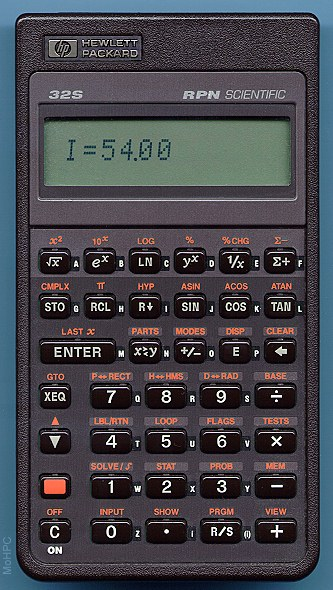 hp HEWLETT
PACKARD
32S RPN SCIENTIFIC
I=54.00
x² 10ˣ LOG % %CHG Σ−
√x A eˣ B LN C yˣ D 1/x E Σ+ F
CMPLX π HYP ASIN ACOS ATAN
STO G RCL H R↓ I SIN J COS K TAN L
LAST x PARTS MODES DISP CLEAR
ENTER M x≷y N +/− O E P ←
GTO P↔RECT H↔HMS D↔RAD BASE
XEQ 7 Q 8 R 9 S ÷
▲ LBL/RTN LOOP FLAGS TESTS
▼ 4 T 5 U 6 V ×
SOLVE/∫ STAT PROB MEM
1 W 2 X 3 Y −
OFF INPUT SHOW PRGM VIEW
C 0 Z · i R/S (i) +
ON
MoHPC